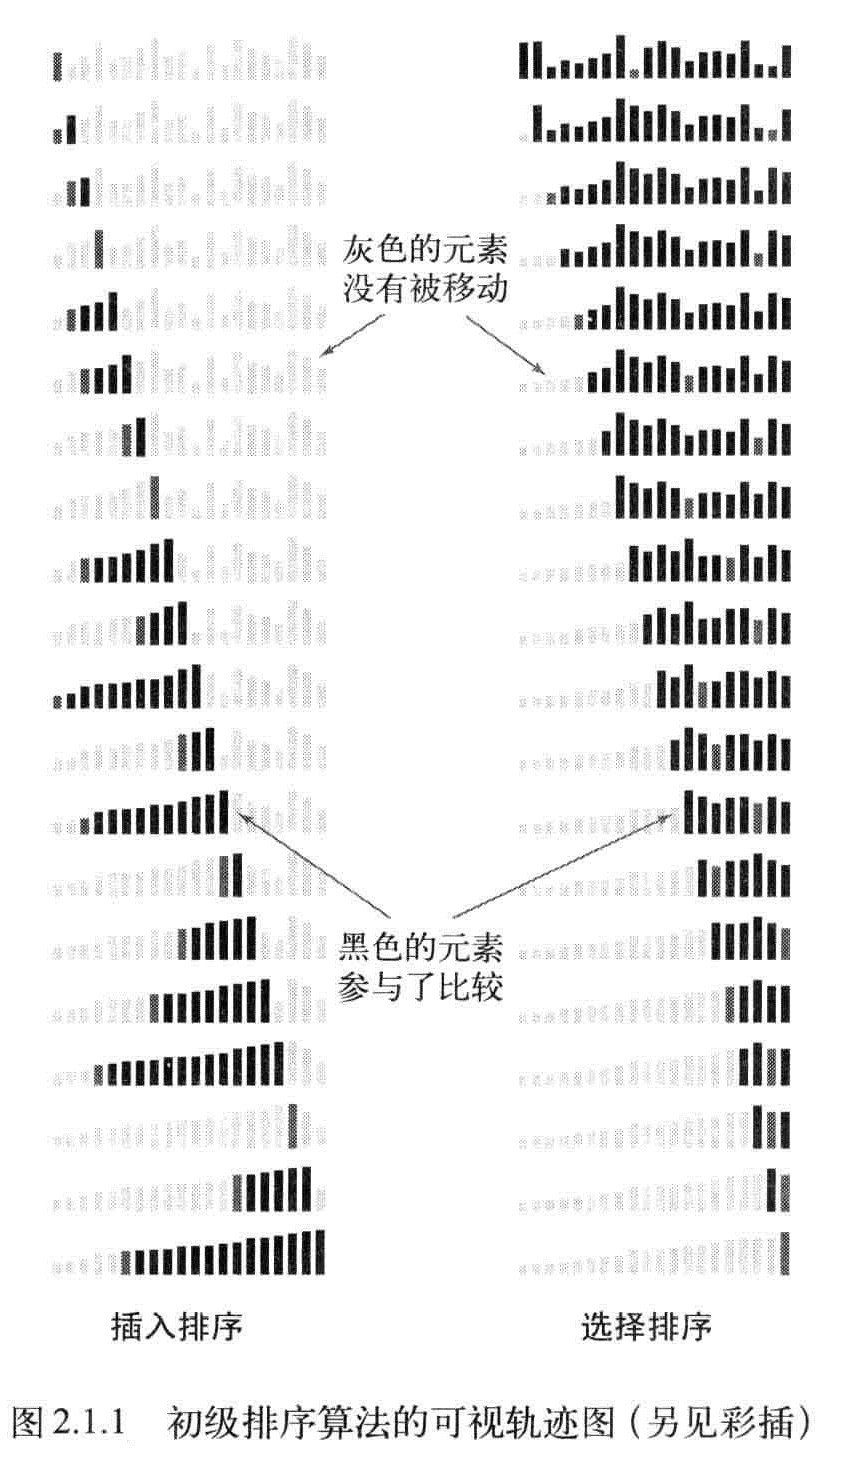 灰色的元素
没有被移动
黑色的元素
参与了比较
插入排序
选择排序
图 2.1.1 初级排序算法的可视轨迹图(另见彩插)